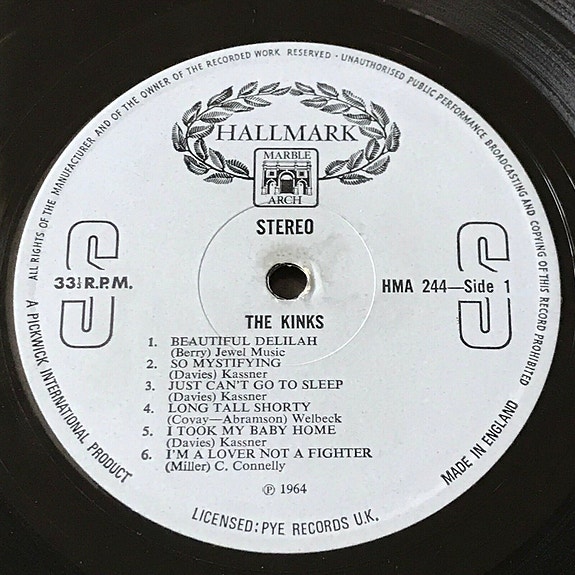 ALL RIGHTS OF THE MANUFACTURER AND OF THE OWNER OF THE RECORDED WORK RESERVED · UNAUTHORISED PUBLIC PERFORMANCE BROADCASTING AND COPYING OF THIS RECORD PROHIBITED
HALLMARK
MARBLE
ARCH
STEREO
33⅓ R.P.M.
HMA 244—Side 1
THE KINKS
1. BEAUTIFUL DELILAH
(Berry) Jewel Music
2. SO MYSTIFYING
(Davies) Kassner
3. JUST CAN'T GO TO SLEEP
(Davies) Kassner
4. LONG TALL SHORTY
(Covay—Abramson) Welbeck
5. I TOOK MY BABY HOME
(Davies) Kassner
6. I'M A LOVER NOT A FIGHTER
(Miller) C. Connelly
℗ 1964
A PICKWICK INTERNATIONAL PRODUCT
LICENSED: PYE RECORDS U.K.
MADE IN ENGLAND